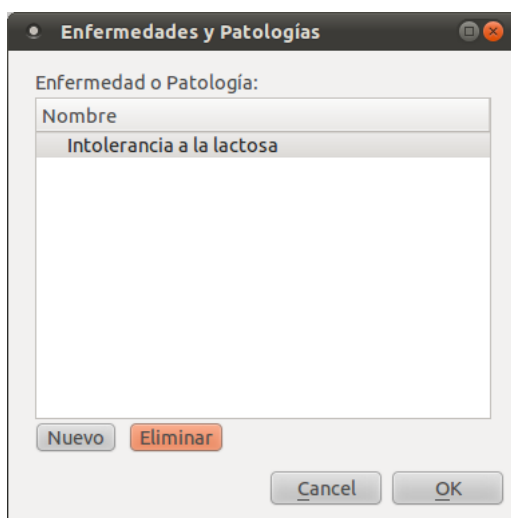 Enfermedades y Patologías
Enfermedad o Patología:
Nombre
Intolerancia a la lactosa
Nuevo Eliminar
Cancel OK